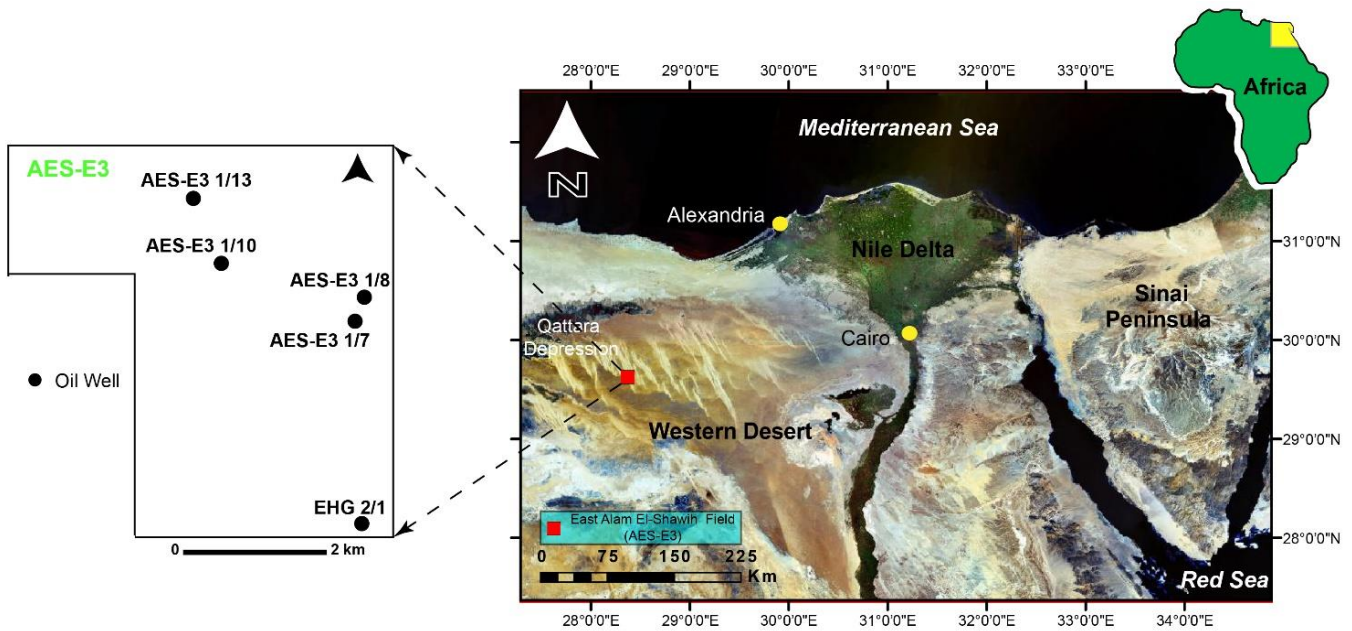 AES-E3
AES-E3 1/13
AES-E3 1/10
AES-E3 1/8
AES-E3 1/7
Oil Well
EHG 2/1
0 2 km
Africa
28°0'0"E 29°0'0"E 30°0'0"E 31°0'0"E 32°0'0"E 33°0'0"E
Mediterranean Sea
N
Alexandria
Nile Delta
31°0'0"N
Sinai
Peninsula
Qattara
Depression
Cairo
30°0'0"N
Western Desert
29°0'0"N
East Alam El-Shawih Field
(AES-E3)
0 75 150 225
Km
28°0'0"N
Red Sea
28°0'0"E 29°0'0"E 30°0'0"E 31°0'0"E 32°0'0"E 33°0'0"E 34°0'0"E